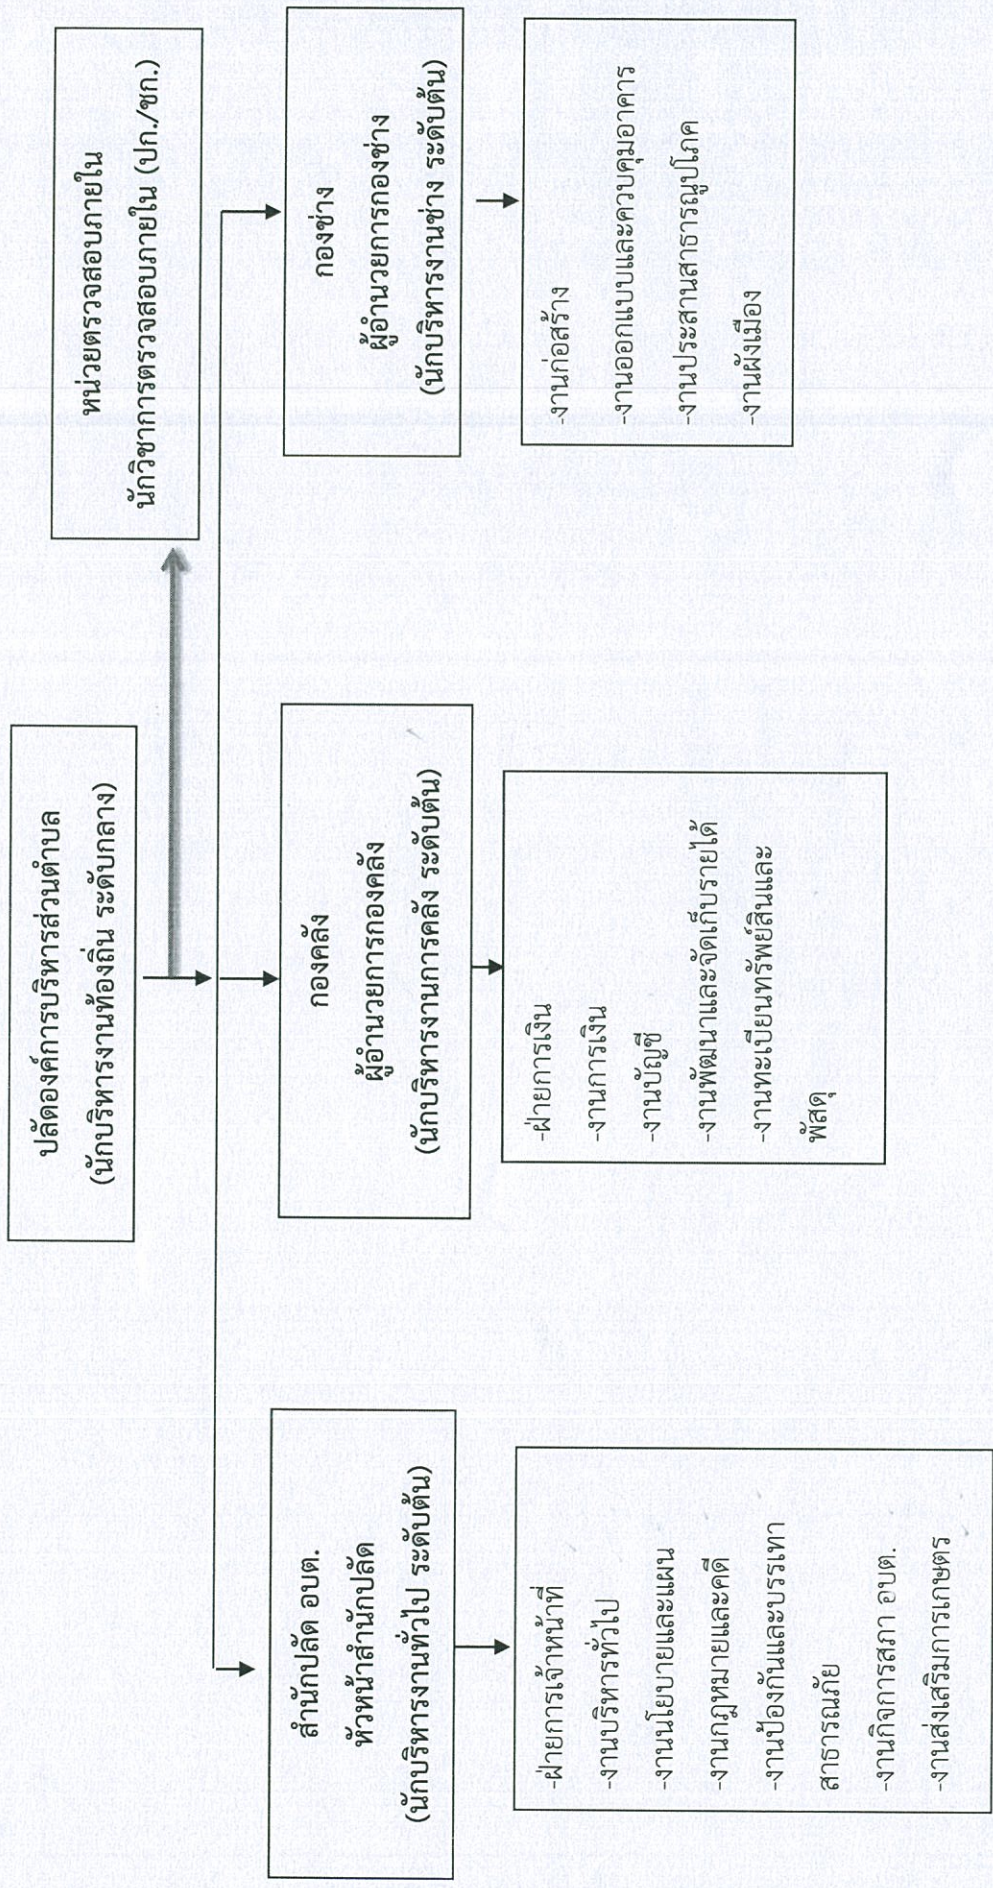 ปลัดองค์การบริหารส่วนตำบล
(นักบริหารงานท้องถิ่น ระดับกลาง)
หน่วยตรวจสอบภายใน
นักวิชาการตรวจสอบภายใน (ปก./ชก.)
สำนักปลัด อบต.
หัวหน้าสำนักปลัด
(นักบริหารงานทั่วไป ระดับต้น)
กองคลัง
ผู้อำนวยการกองคลัง
(นักบริหารงานการคลัง ระดับต้น)
กองช่าง
ผู้อำนวยการกองช่าง
(นักบริหารงานช่าง ระดับต้น)
-ฝ่ายการเจ้าหน้าที่
-งานบริหารทั่วไป
-งานนโยบายและแผน
-งานกฎหมายและคดี
-งานป้องกันและบรรเทา
สาธารณภัย
-งานกิจการสภา อบต.
-งานส่งเสริมการเกษตร
-ฝ่ายการเงิน
-งานการเงิน
-งานบัญชี
-งานพัฒนาและจัดเก็บรายได้
-งานทะเบียนทรัพย์สินและ
พัสดุ
-งานก่อสร้าง
-งานออกแบบและควบคุมอาคาร
-งานประสานสาธารณูปโภค
-งานผังเมือง